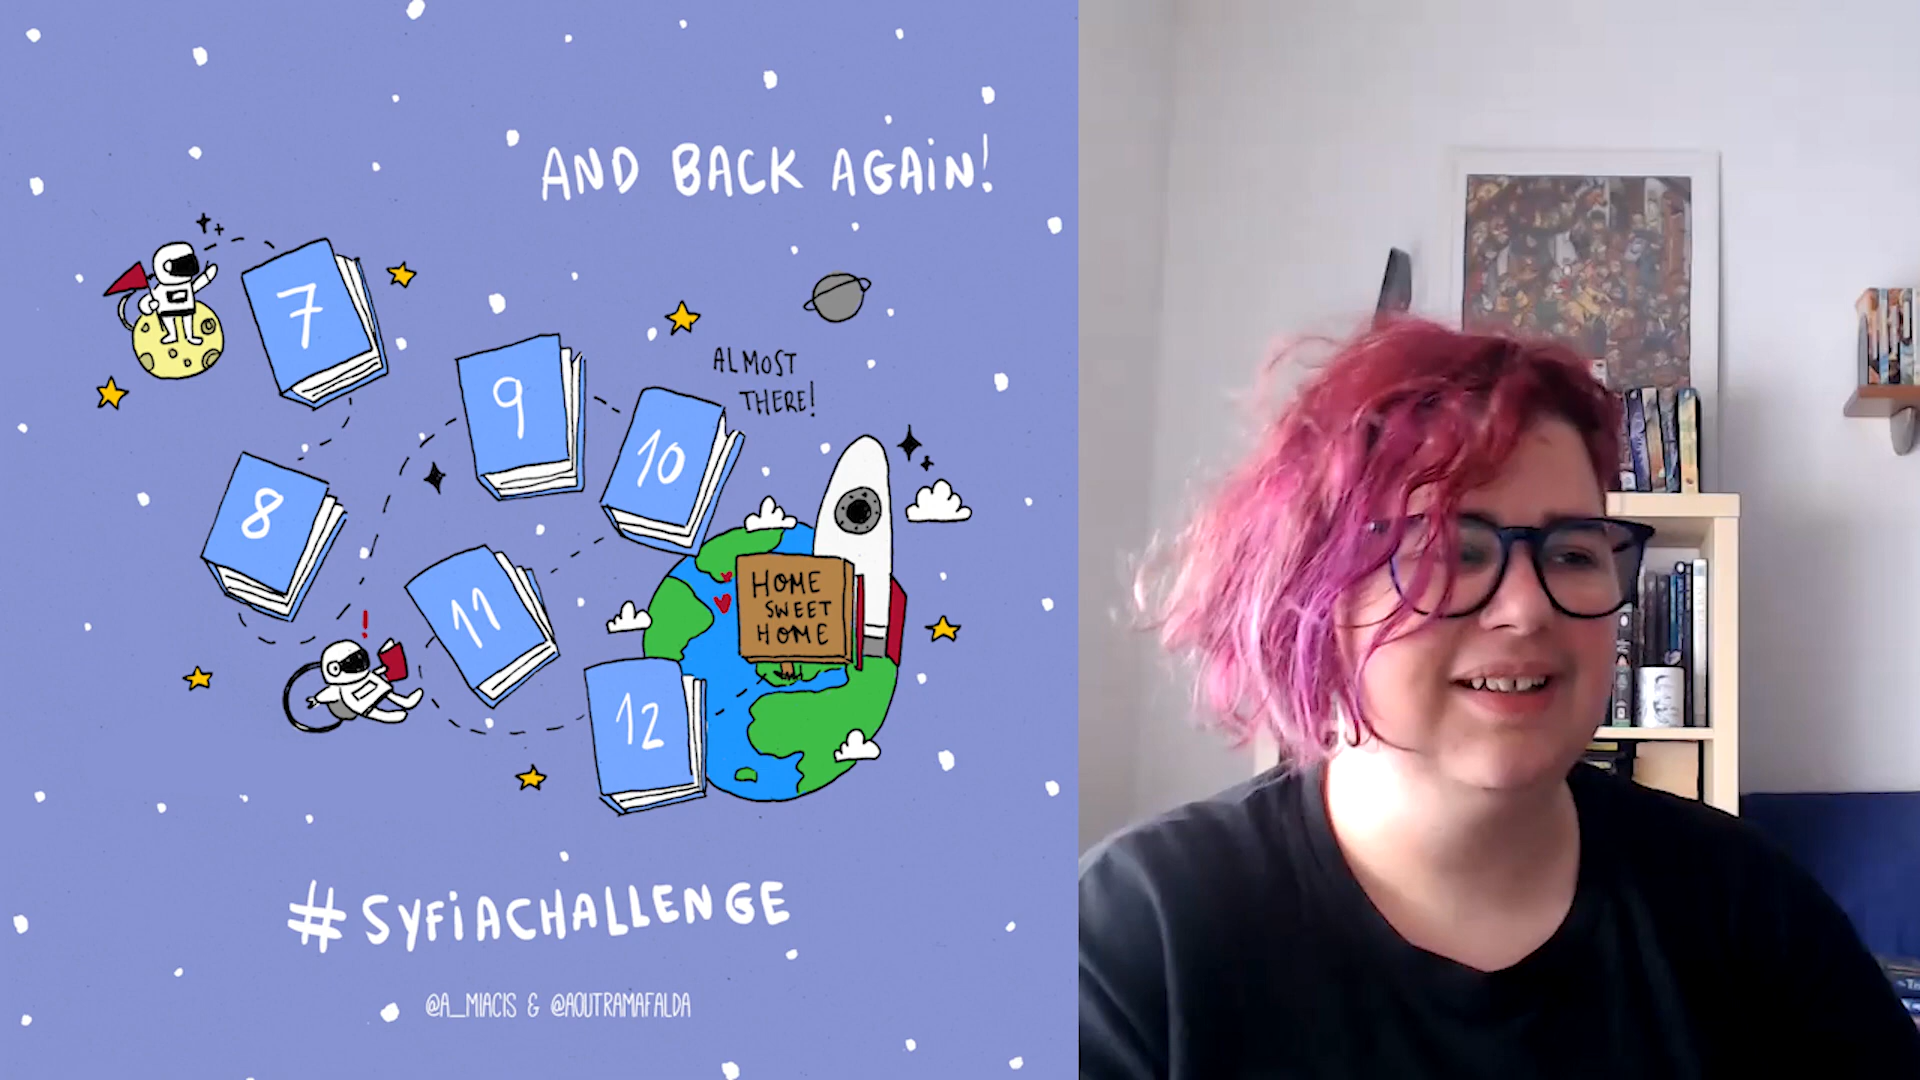 AND BACK AGAIN!
7
9
ALMOST
THERE!
10
8
HOME
SWEET
HOME
11
12
#SYFIACHALLENGE
@A_MIACIS & @AOUTRAMAFALDA